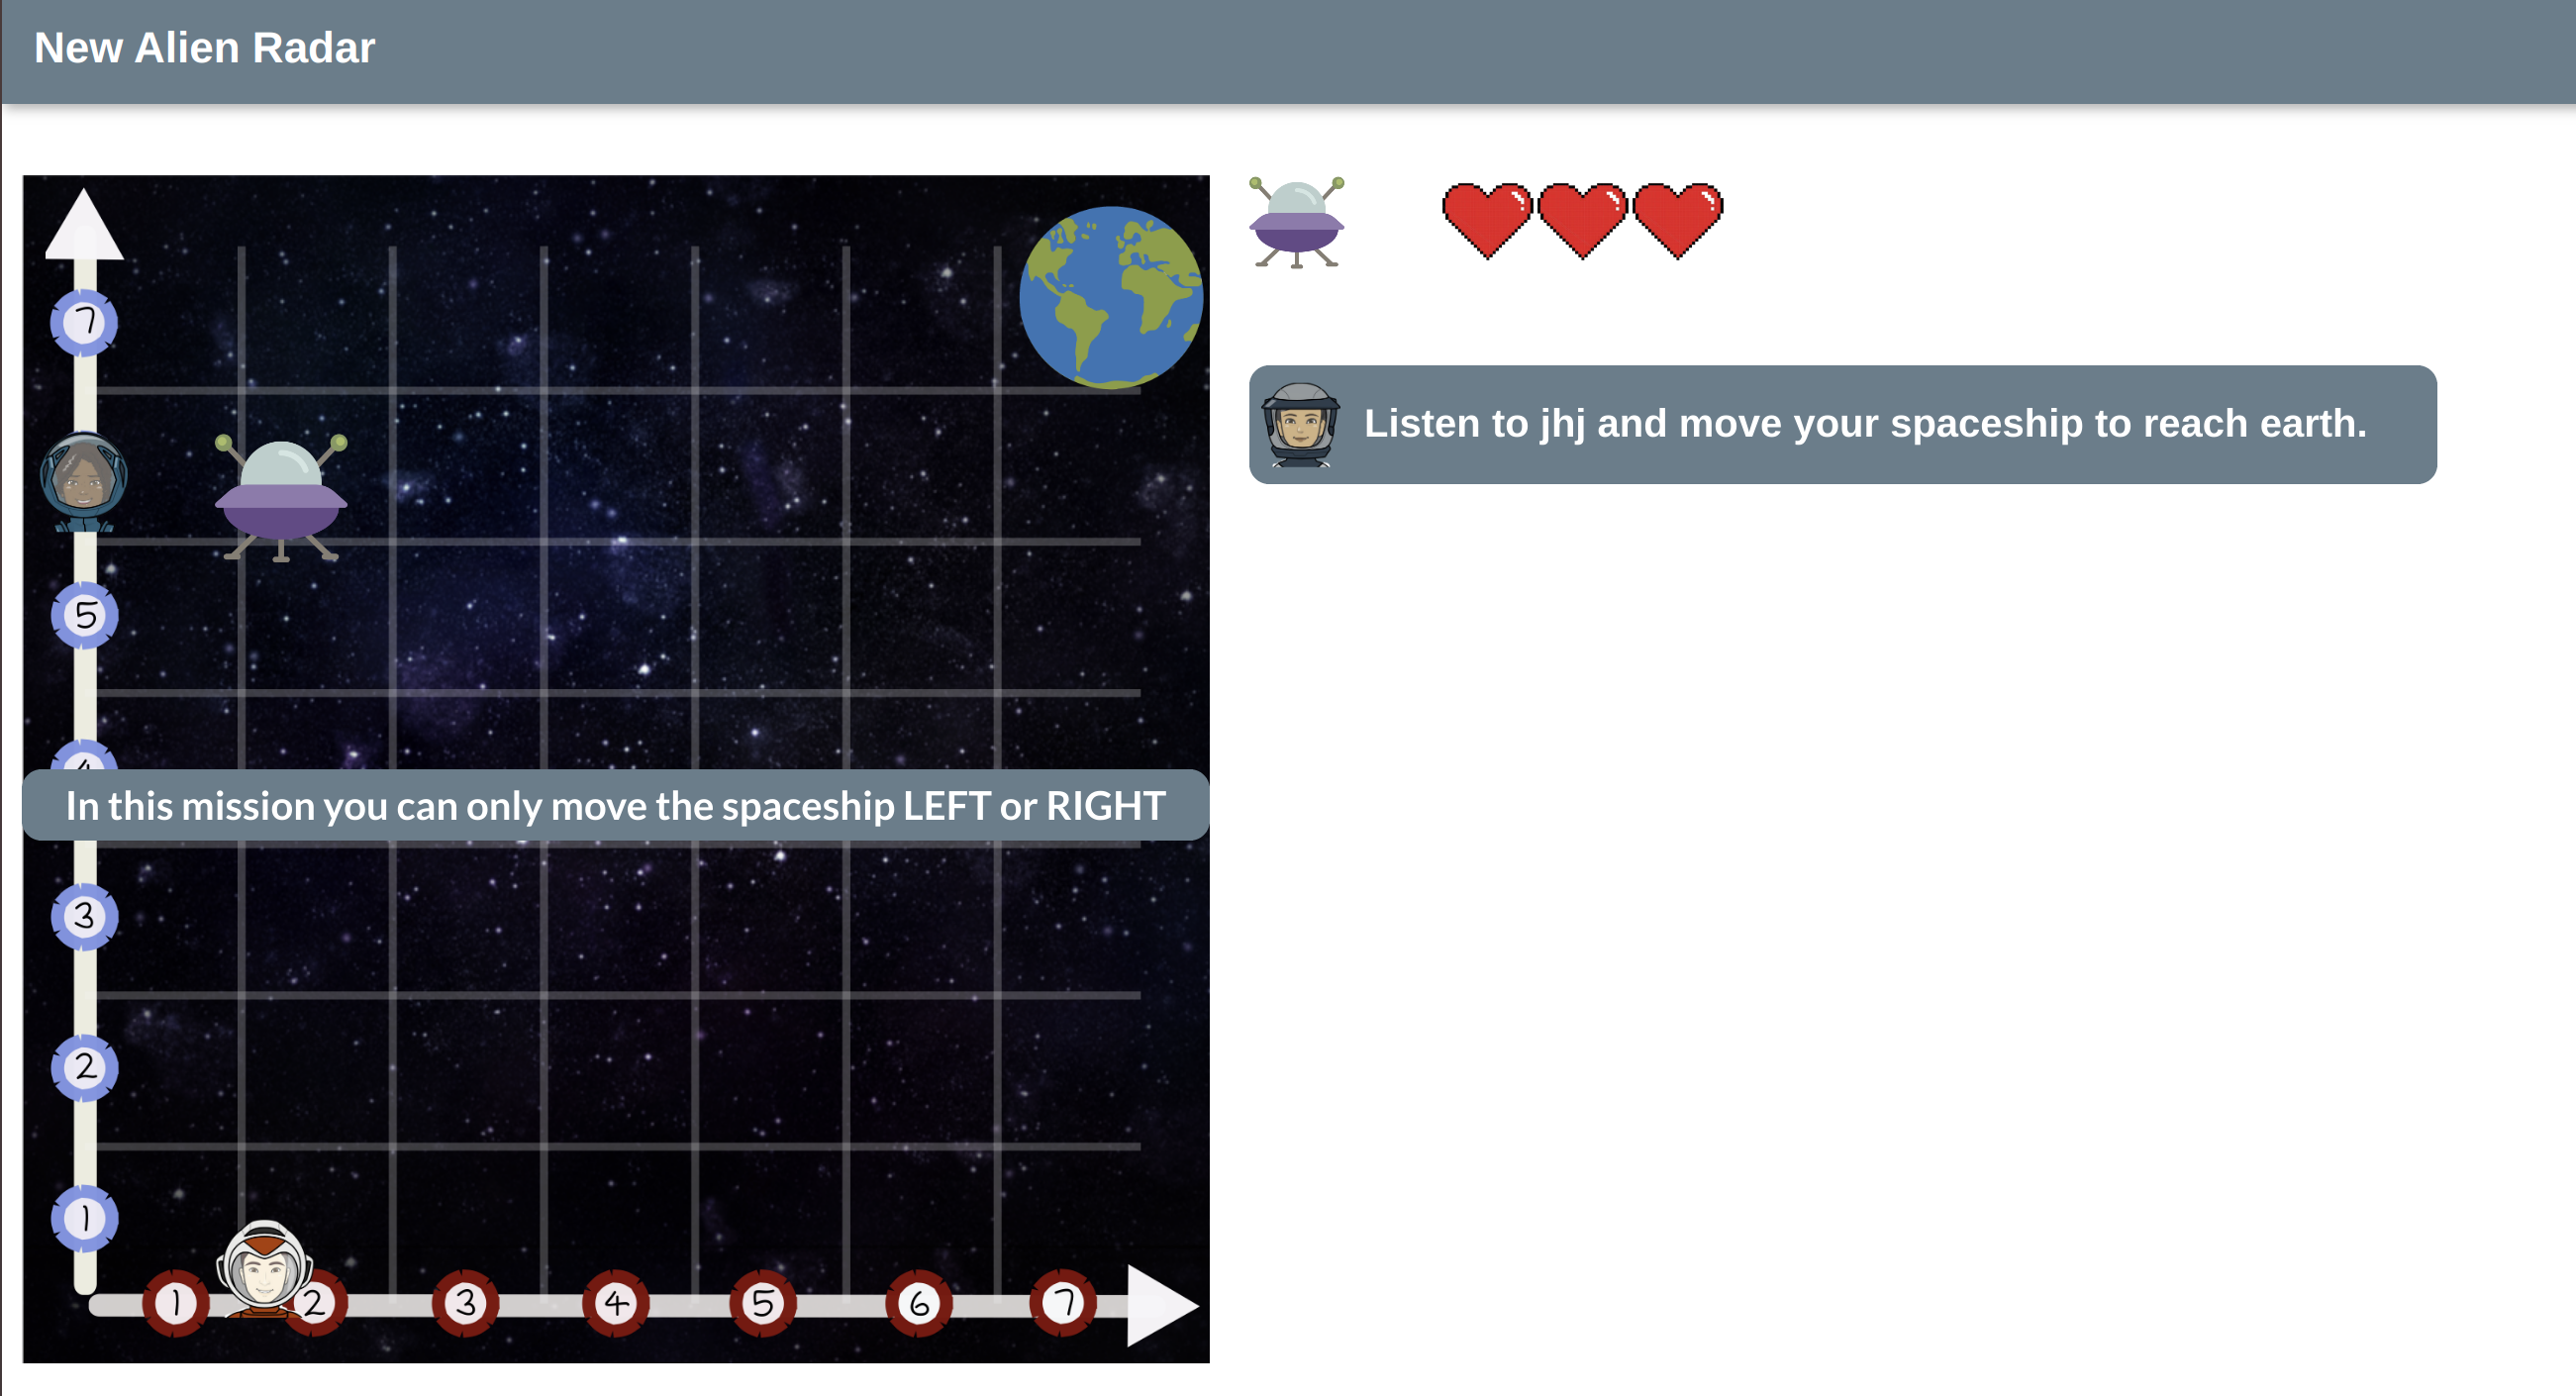 New Alien Radar
7
Listen to jhj and move your spaceship to reach earth.
5
4
In this mission you can only move the spaceship LEFT or RIGHT
3
2
1
1 2 3 4 5 6 7